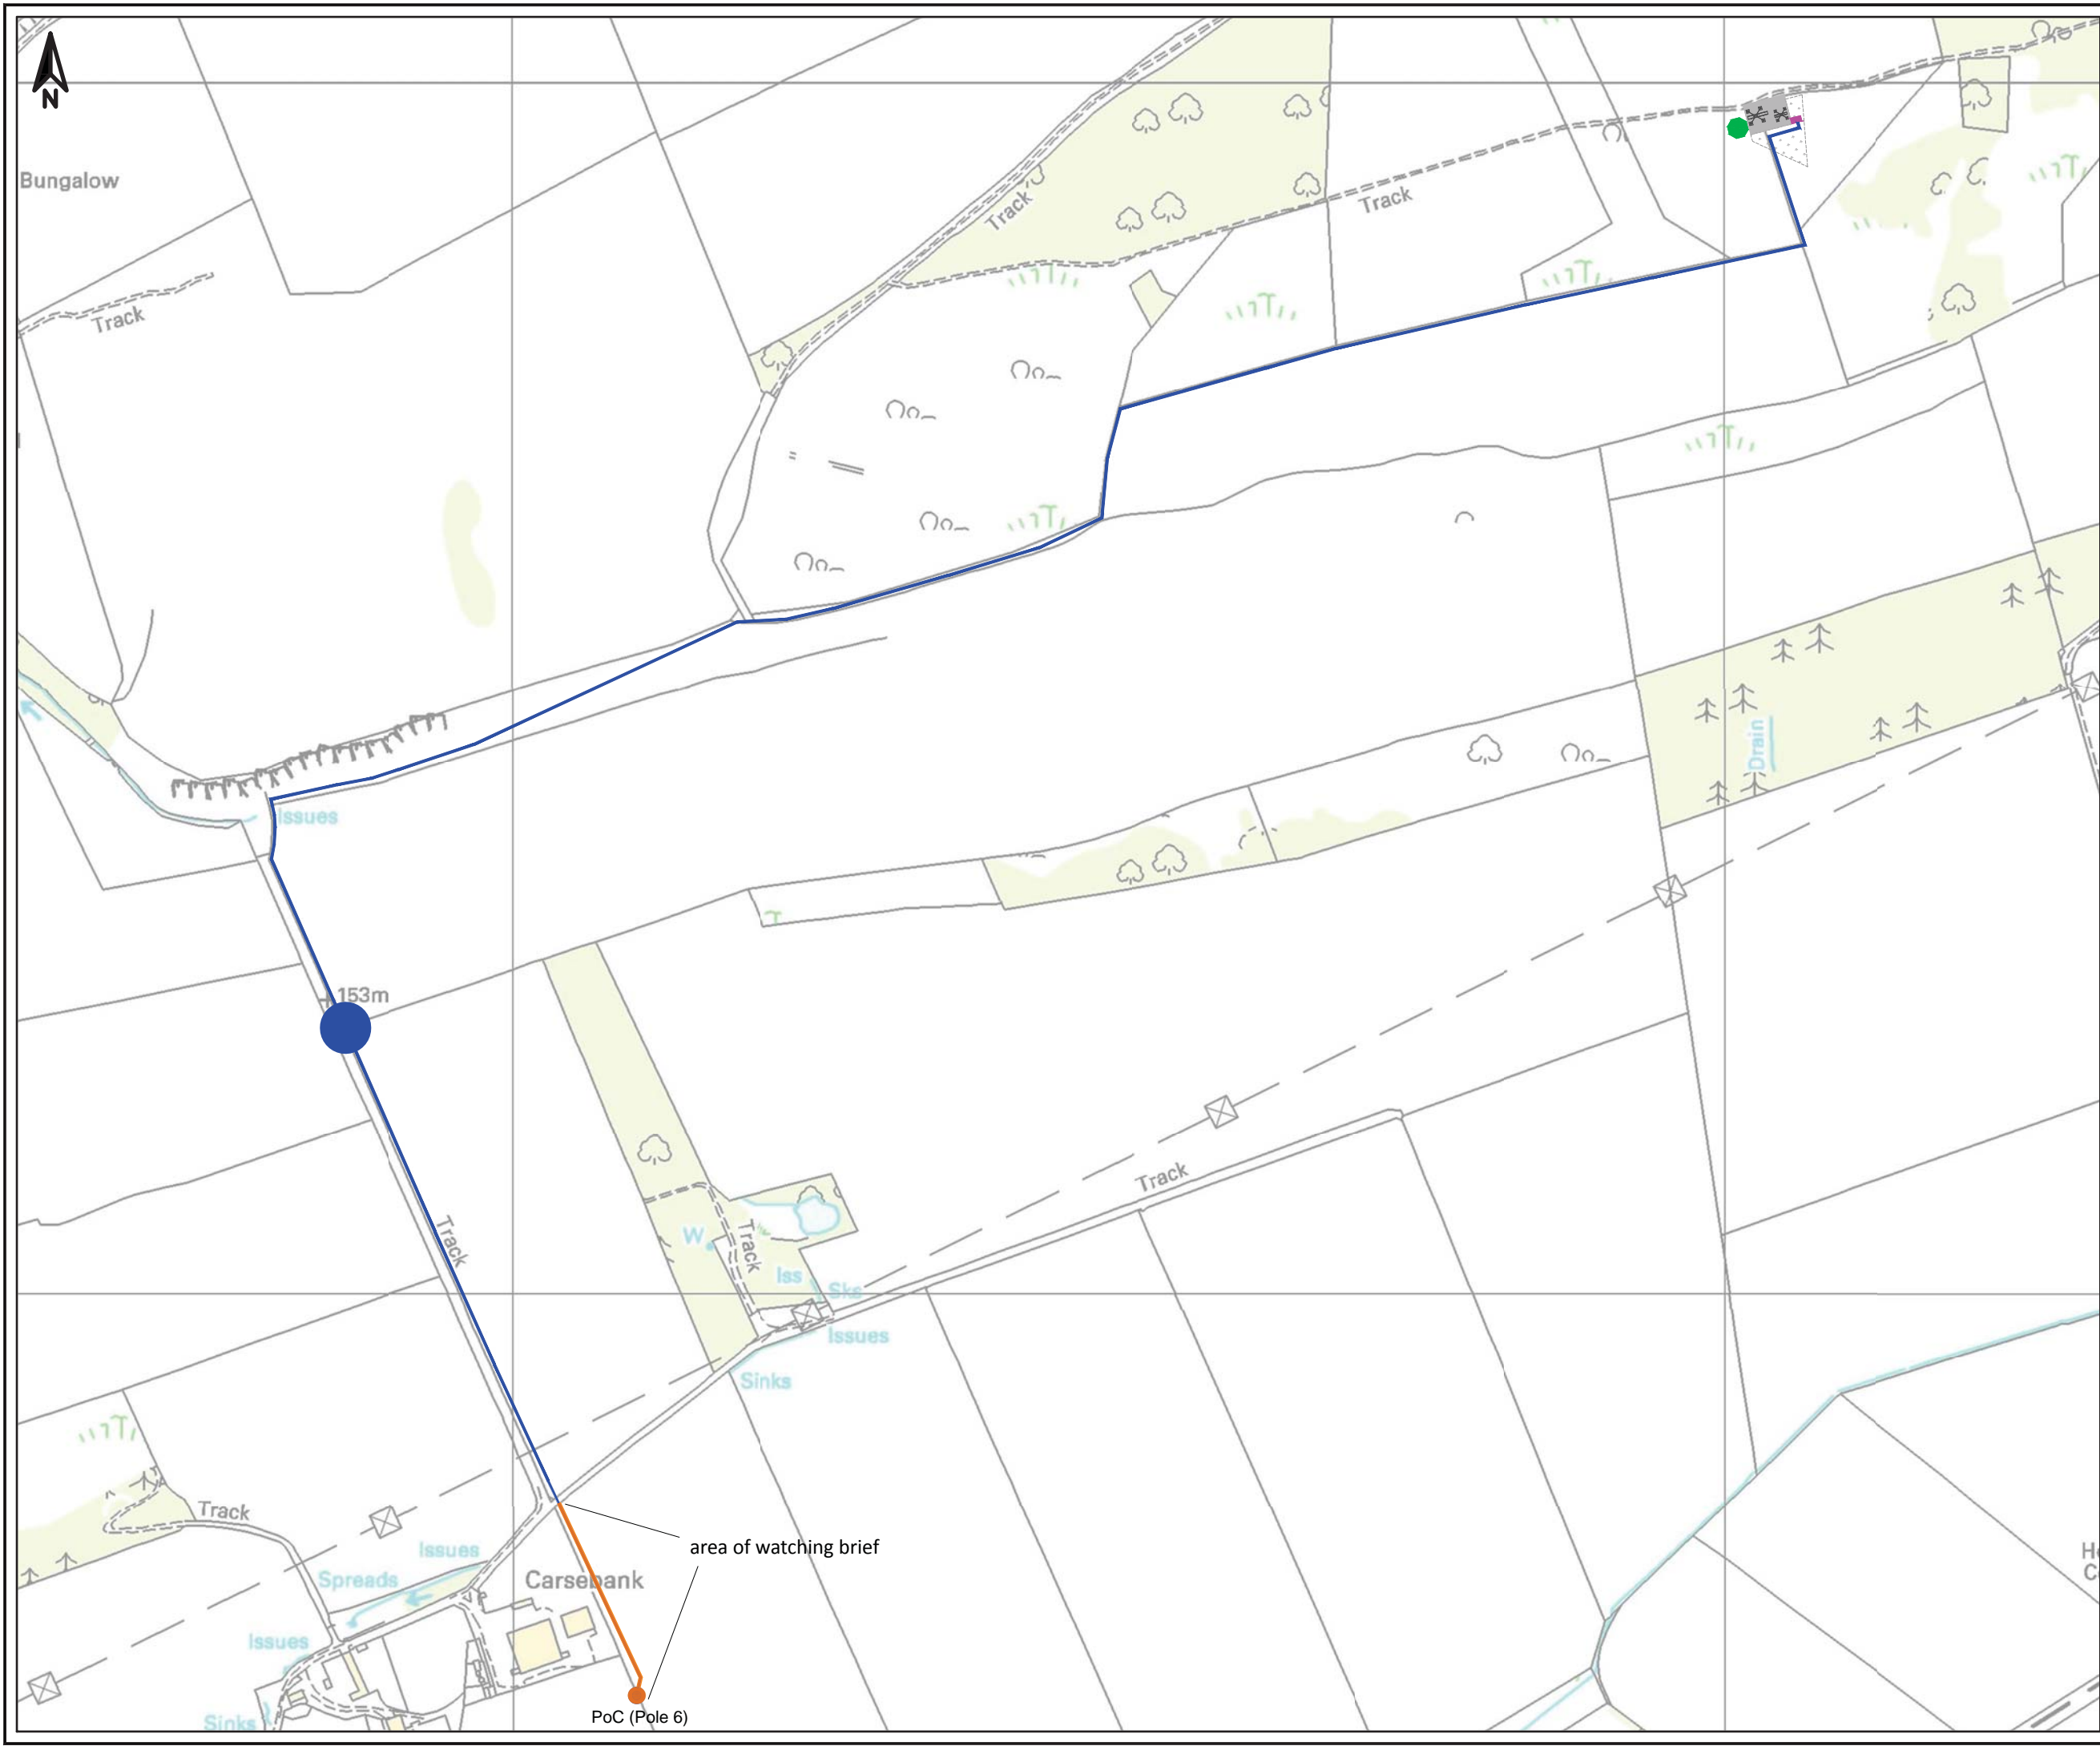 N
Bungalow
Track
Track
Track
Issues
153m
Drain
Track
W
Track
Track
Iss
Sks
Issues
Sinks
Track
area of watching brief
Issues
Spreads
Carsebank
Issues
Sinks
PoC (Pole 6)